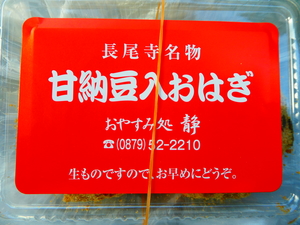 長尾寺名物
甘納豆入おはぎ
おやすみ処 静
☎(0879)52-2210
生ものですので、お早めにどうぞ。